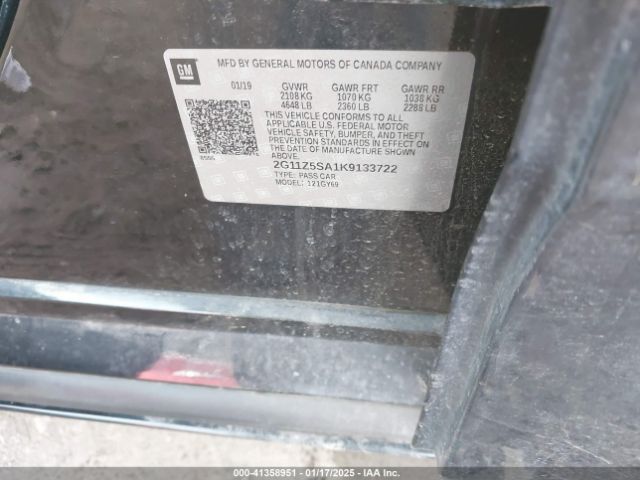 MFD BY GENERAL MOTORS OF CANADA COMPANY
GM
01/19 GVWR GAWR FRT GAWR RR
2108 KG 1070 KG 1038 KG
4648 LB 2360 LB 2288 LB
THIS VEHICLE CONFORMS TO ALL
APPLICABLE U.S. FEDERAL MOTOR
VEHICLE SAFETY, BUMPER, AND THEFT
PREVENTION STANDARDS IN EFFECT ON
THE DATE OF MANUFACTURE SHOWN
ABOVE.
2G11Z5SA1K9133722
TYPE: PASS CAR
MODEL: 1ZIGY69
000-41358951 — 01/17/2025 - IAA Inc.